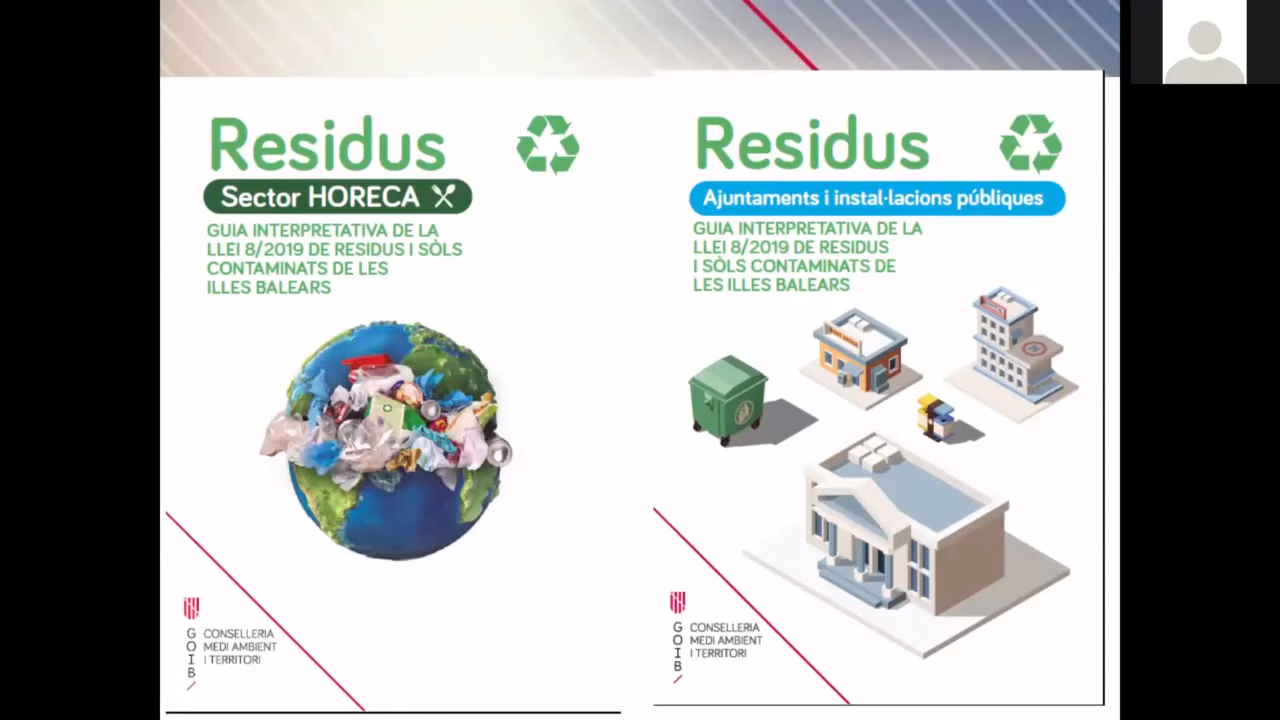 Residus
Sector HORECA
GUIA INTERPRETATIVA DE LA
LLEI 8/2019 DE RESIDUS I SÒLS
CONTAMINATS DE LES
ILLES BALEARS
GOIB/
CONSELLERIA
MEDI AMBIENT
I TERRITORI
Residus
Ajuntaments i instal·lacions públiques
GUIA INTERPRETATIVA DE LA
LLEI 8/2019 DE RESIDUS
I SÒLS CONTAMINATS DE
LES ILLES BALEARS
H
GOIB/
CONSELLERIA
MEDI AMBIENT
I TERRITORI